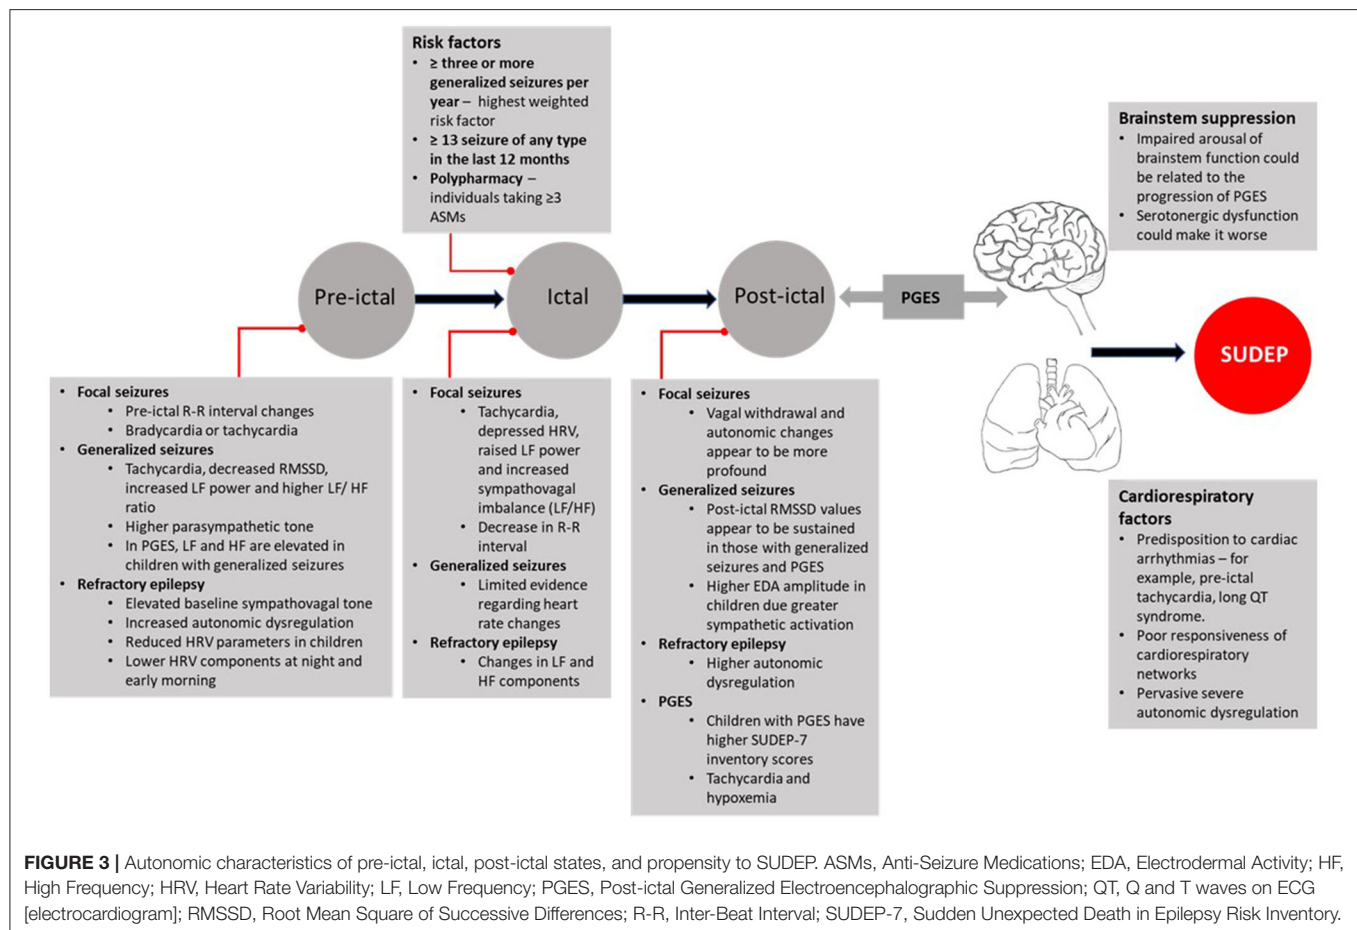 Risk factors
• ≥ three or more
generalized seizures per
year – highest weighted
risk factor
• ≥ 13 seizure of any type
in the last 12 months
• Polypharmacy –
individuals taking ≥3
ASMs
Brainstem suppression
• Impaired arousal of
brainstem function could
be related to the
progression of PGES
• Serotonergic dysfunction
could make it worse
Pre-ictal
Ictal
Post-ictal
PGES
SUDEP
• Focal seizures
• Pre-ictal R-R interval changes
• Bradycardia or tachycardia
• Generalized seizures
• Tachycardia, decreased RMSSD,
increased LF power and higher LF/ HF
ratio
• Higher parasympathetic tone
• In PGES, LF and HF are elevated in
children with generalized seizures
• Refractory epilepsy
• Elevated baseline sympathovagal tone
• Increased autonomic dysregulation
• Reduced HRV parameters in children
• Lower HRV components at night and
early morning
• Focal seizures
• Tachycardia,
depressed HRV,
raised LF power
and increased
sympathovagal
imbalance (LF/HF)
• Decrease in R-R
interval
• Generalized seizures
• Limited evidence
regarding heart
rate changes
• Refractory epilepsy
• Changes in LF and
HF components
• Focal seizures
• Vagal withdrawal and
autonomic changes
appear to be more
profound
• Generalized seizures
• Post-ictal RMSSD values
appear to be sustained
in those with generalized
seizures and PGES
• Higher EDA amplitude in
children due greater
sympathetic activation
• Refractory epilepsy
• Higher autonomic
dysregulation
• PGES
• Children with PGES have
higher SUDEP-7
inventory scores
• Tachycardia and
hypoxemia
Cardiorespiratory
factors
• Predisposition to cardiac
arrhythmias – for
example, pre-ictal
tachycardia, long QT
syndrome.
• Poor responsiveness of
cardiorespiratory
networks
• Pervasive severe
autonomic dysregulation
FIGURE 3 | Autonomic characteristics of pre-ictal, ictal, post-ictal states, and propensity to SUDEP. ASMs, Anti-Seizure Medications; EDA, Electrodermal Activity; HF,
High Frequency; HRV, Heart Rate Variability; LF, Low Frequency; PGES, Post-ictal Generalized Electroencephalographic Suppression; QT, Q and T waves on ECG
[electrocardiogram]; RMSSD, Root Mean Square of Successive Differences; R-R, Inter-Beat Interval; SUDEP-7, Sudden Unexpected Death in Epilepsy Risk Inventory.